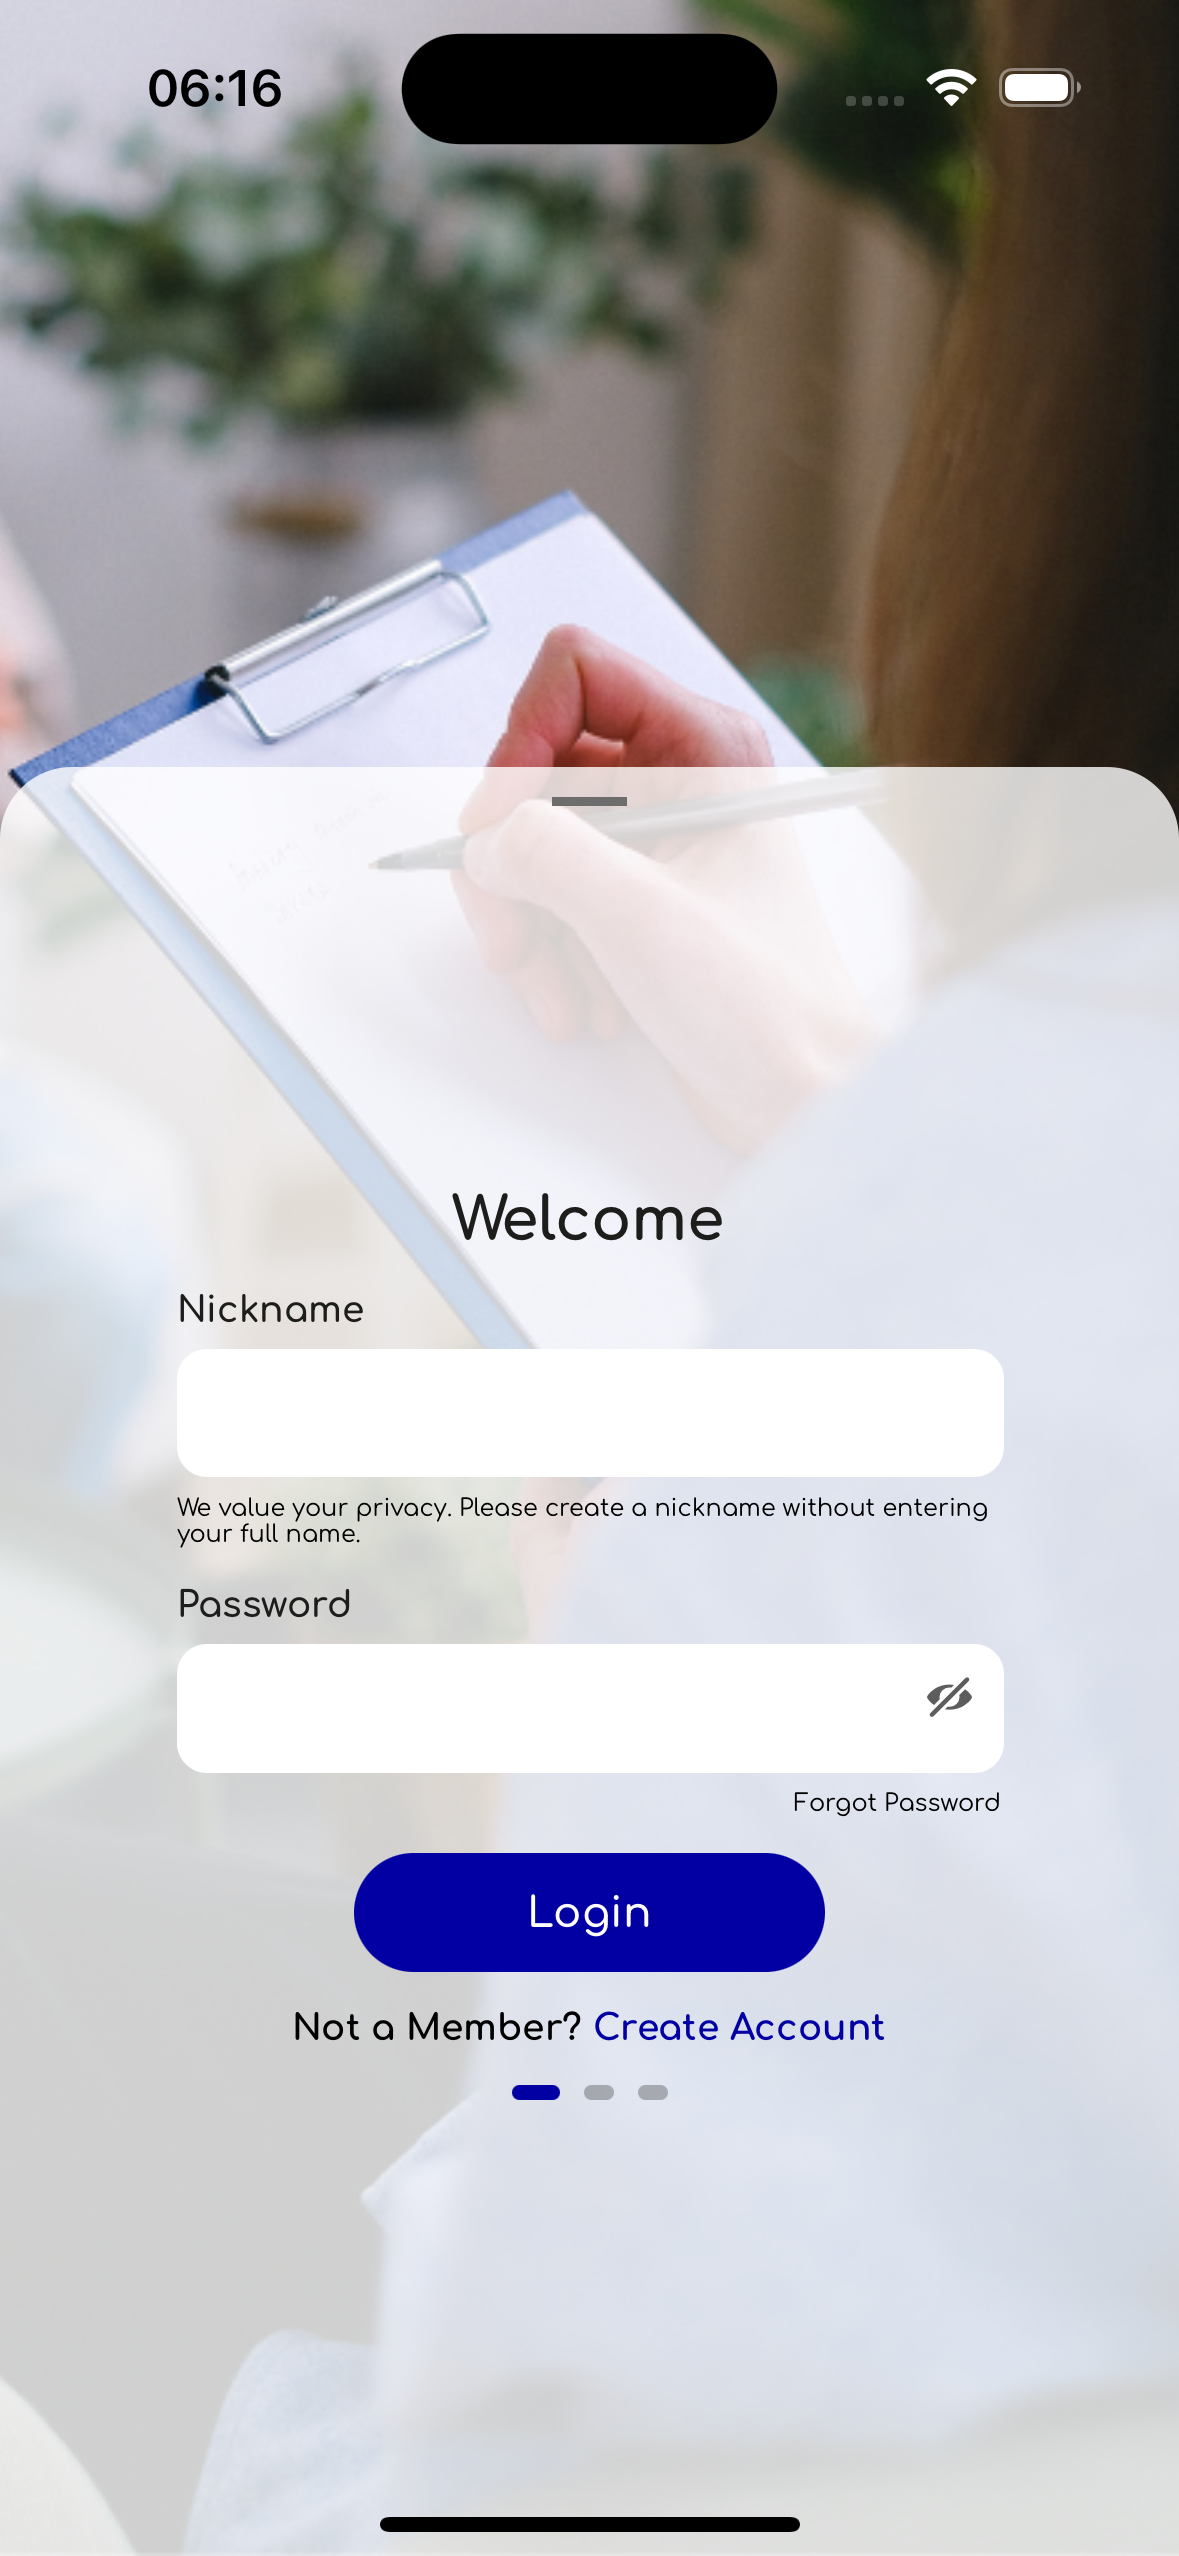 06:16
Welcome
Nickname
We value your privacy. Please create a nickname without entering
your full name.
Password
Forgot Password
Login
Not a Member? Create Account